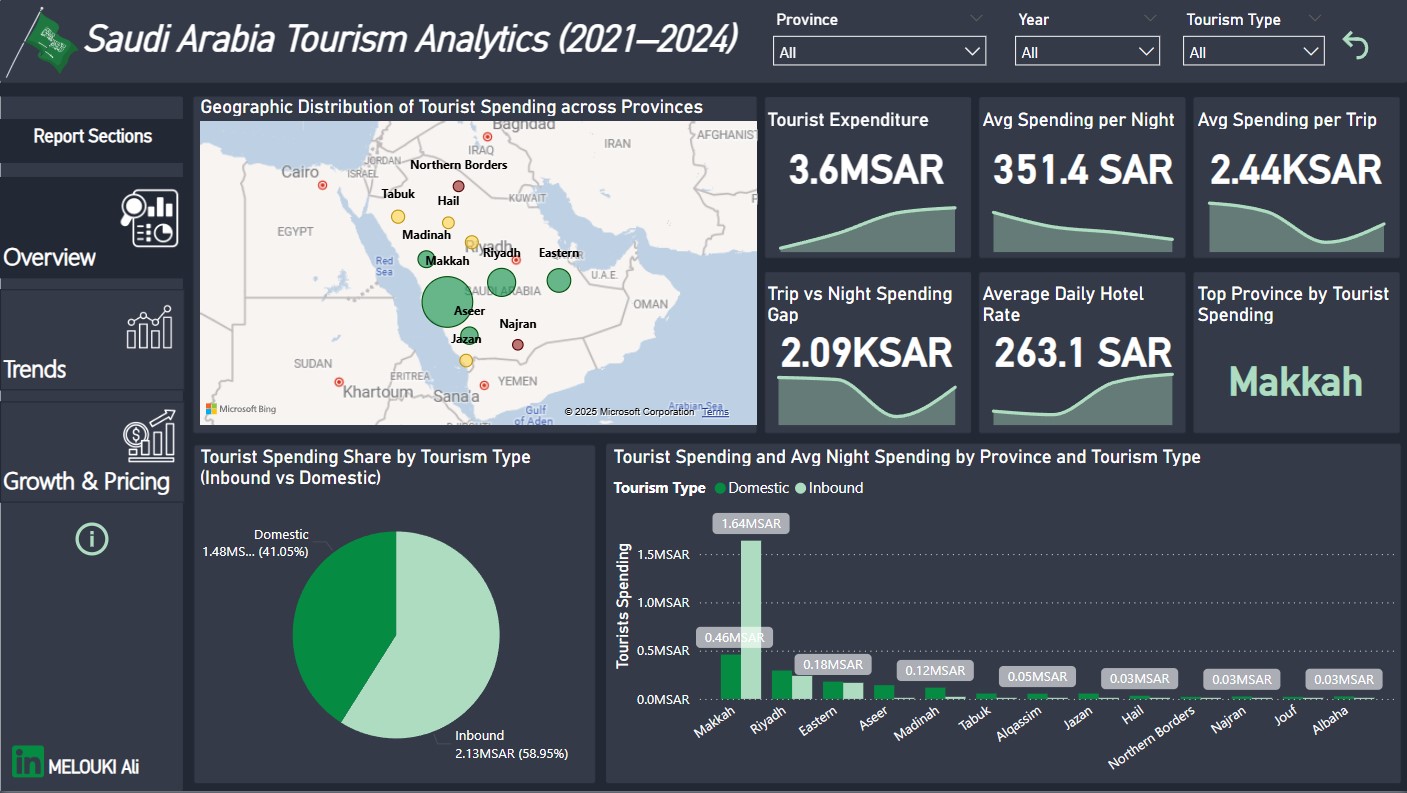 Saudi Arabia Tourism Analytics (2021–2024)
Province
All
Year
All
Tourism Type
All
Report Sections
Overview
Trends
Growth & Pricing
MELOUKI Ali
Geographic Distribution of Tourist Spending across Provinces
Baghdad
AFGHANIST
IRAN
IRAQ
JORDAN
Northern Borders
Cairo
ISRAEL
Tabuk
Hail
KUWAIT
EGYPT
Madinah
Riyadh
Red
Sea
Makkah
Riyadh
Eastern
U.A.E.
SAUDI ARABIA
OMAN
Aseer
Najran
Jazan
SUDAN
ERITREA
YEMEN
Khartoum
Sana'a
Gulf
of Aden
Arabian Sea
Microsoft Bing
© 2025 Microsoft Corporation
Terms
Tourist Expenditure
3.6MSAR
Avg Spending per Night
351.4 SAR
Avg Spending per Trip
2.44KSAR
Trip vs Night Spending
Gap
2.09KSAR
Average Daily Hotel
Rate
263.1 SAR
Top Province by Tourist
Spending
Makkah
Tourist Spending Share by Tourism Type
(Inbound vs Domestic)
Domestic
1.48MS... (41.05%)
Inbound
2.13MSAR (58.95%)
Tourist Spending and Avg Night Spending by Province and Tourism Type
Tourism Type Domestic Inbound
Tourists Spending
1.5MSAR
1.0MSAR
0.5MSAR
0.0MSAR
1.64MSAR
0.46MSAR
0.18MSAR
0.12MSAR
0.05MSAR
0.03MSAR
0.03MSAR
0.03MSAR
Makkah
Riyadh
Eastern
Aseer
Madinah
Tabuk
Alqassim
Jazan
Hail
Northern Borders
Najran
Jouf
Albaha